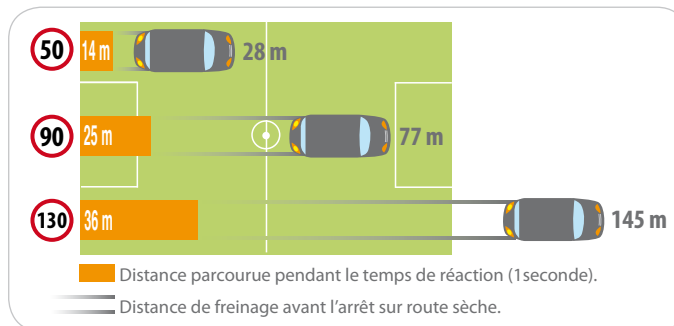 50 14 m 28 m
90 25 m 77 m
130 36 m 145 m
Distance parcourue pendant le temps de réaction (1seconde).
Distance de freinage avant l'arrêt sur route sèche.